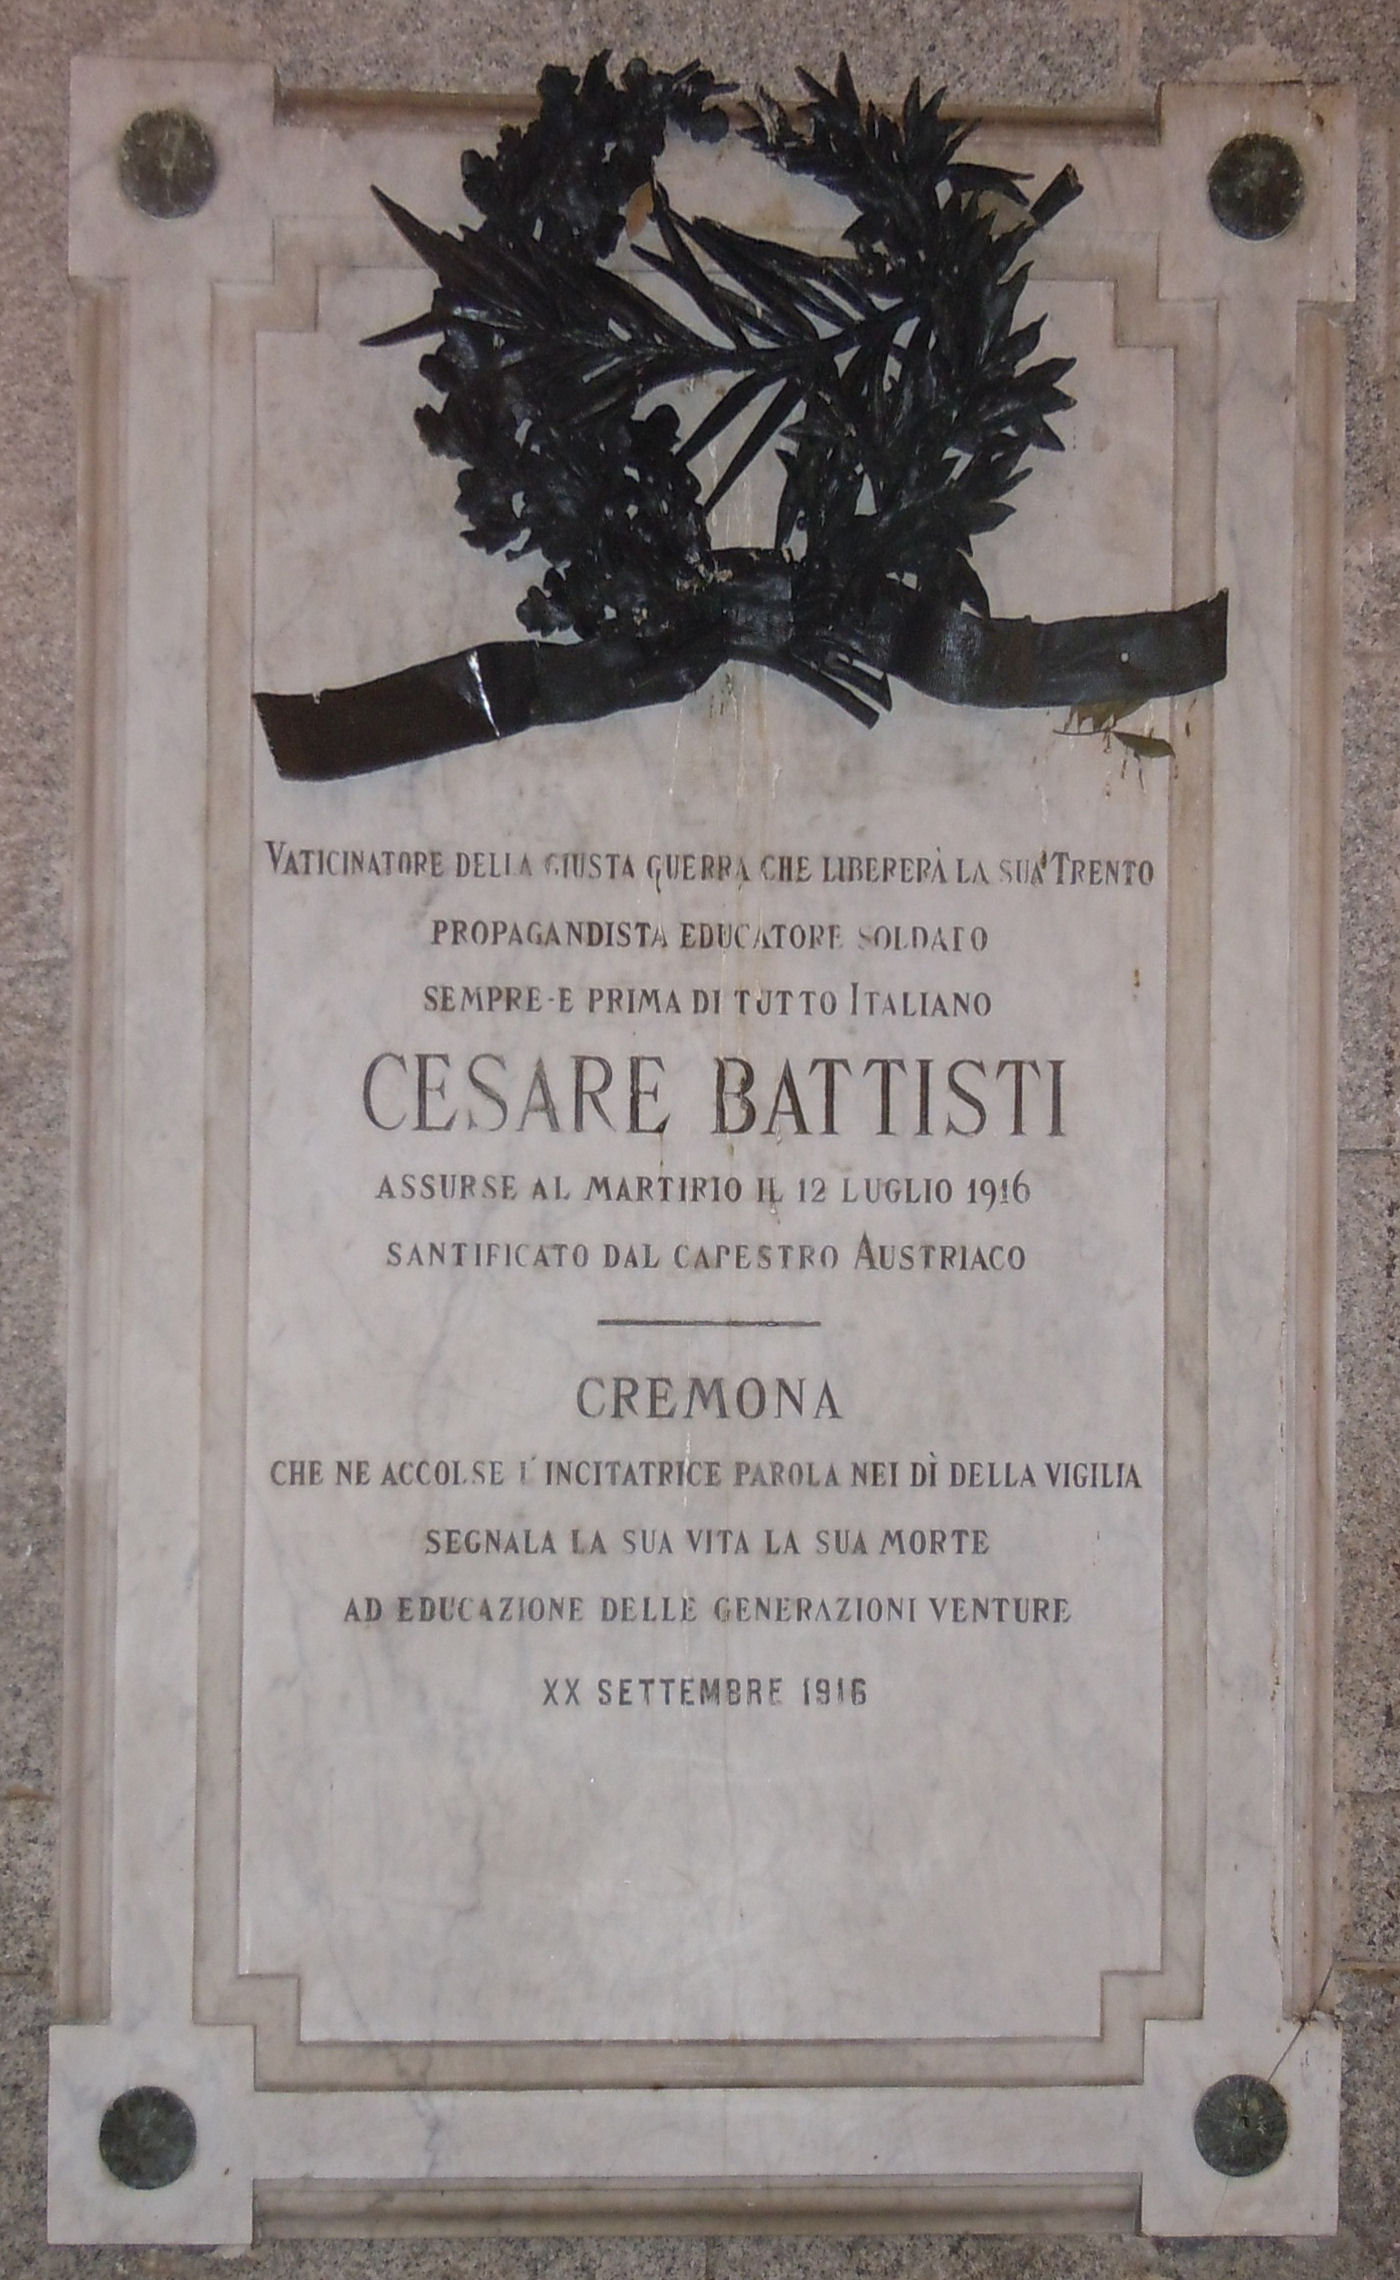 VATICINATORE DELLA GIUSTA GUERRA CHE LIBERERÀ LA SUA TRENTO
PROPAGANDISTA EDUCATORE SOLDATO
SEMPRE-E PRIMA DI TUTTO ITALIANO
CESARE BATTISTI
ASSURSE AL MARTIRIO IL 12 LUGLIO 1916
SANTIFICATO DAL CAPESTRO AUSTRIACO
CREMONA
CHE NE ACCOLSE L'INCITATRICE PAROLA NEI DÌ DELLA VIGILIA
SEGNALA LA SUA VITA LA SUA MORTE
AD EDUCAZIONE DELLE GENERAZIONI VENTURE
XX SETTEMBRE 1916